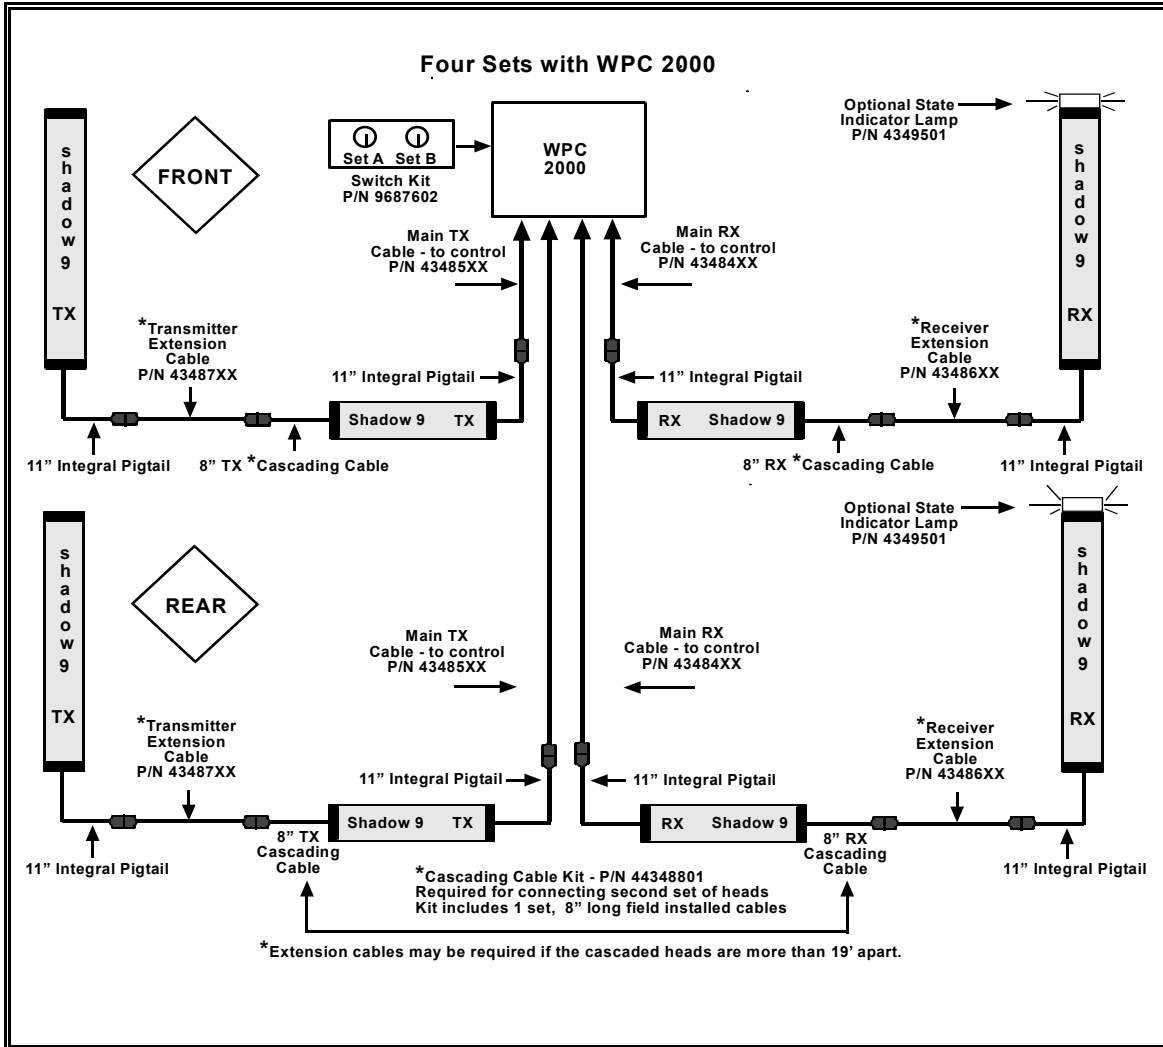 Four Sets with WPC 2000
shadow 9
TX
FRONT
Set A Set B
Switch Kit
P/N 9687602
WPC
2000
Optional State
Indicator Lamp
P/N 4349501
shadow 9
RX
Main TX
Cable - to control
P/N 43485XX
Main RX
Cable - to control
P/N 43484XX
*Transmitter
Extension
Cable
P/N 43487XX
*Receiver
Extension
Cable
P/N 43486XX
11” Integral Pigtail
11” Integral Pigtail
Shadow 9 TX
RX Shadow 9
11” Integral Pigtail
8” TX *Cascading Cable
8” RX *Cascading Cable
11” Integral Pigtail
Optional State
Indicator Lamp
P/N 4349501
shadow 9
TX
REAR
shadow 9
RX
Main TX
Cable - to control
P/N 43485XX
Main RX
Cable - to control
P/N 43484XX
*Transmitter
Extension
Cable
P/N 43487XX
*Receiver
Extension
Cable
P/N 43486XX
11” Integral Pigtail
11” Integral Pigtail
Shadow 9 TX
RX Shadow 9
11” Integral Pigtail
8” TX
Cascading
Cable
8” RX
Cascading
Cable
11” Integral Pigtail
*Cascading Cable Kit - P/N 44348801
Required for connecting second set of heads
Kit includes 1 set, 8” long field installed cables
*Extension cables may be required if the cascaded heads are more than 19’ apart.